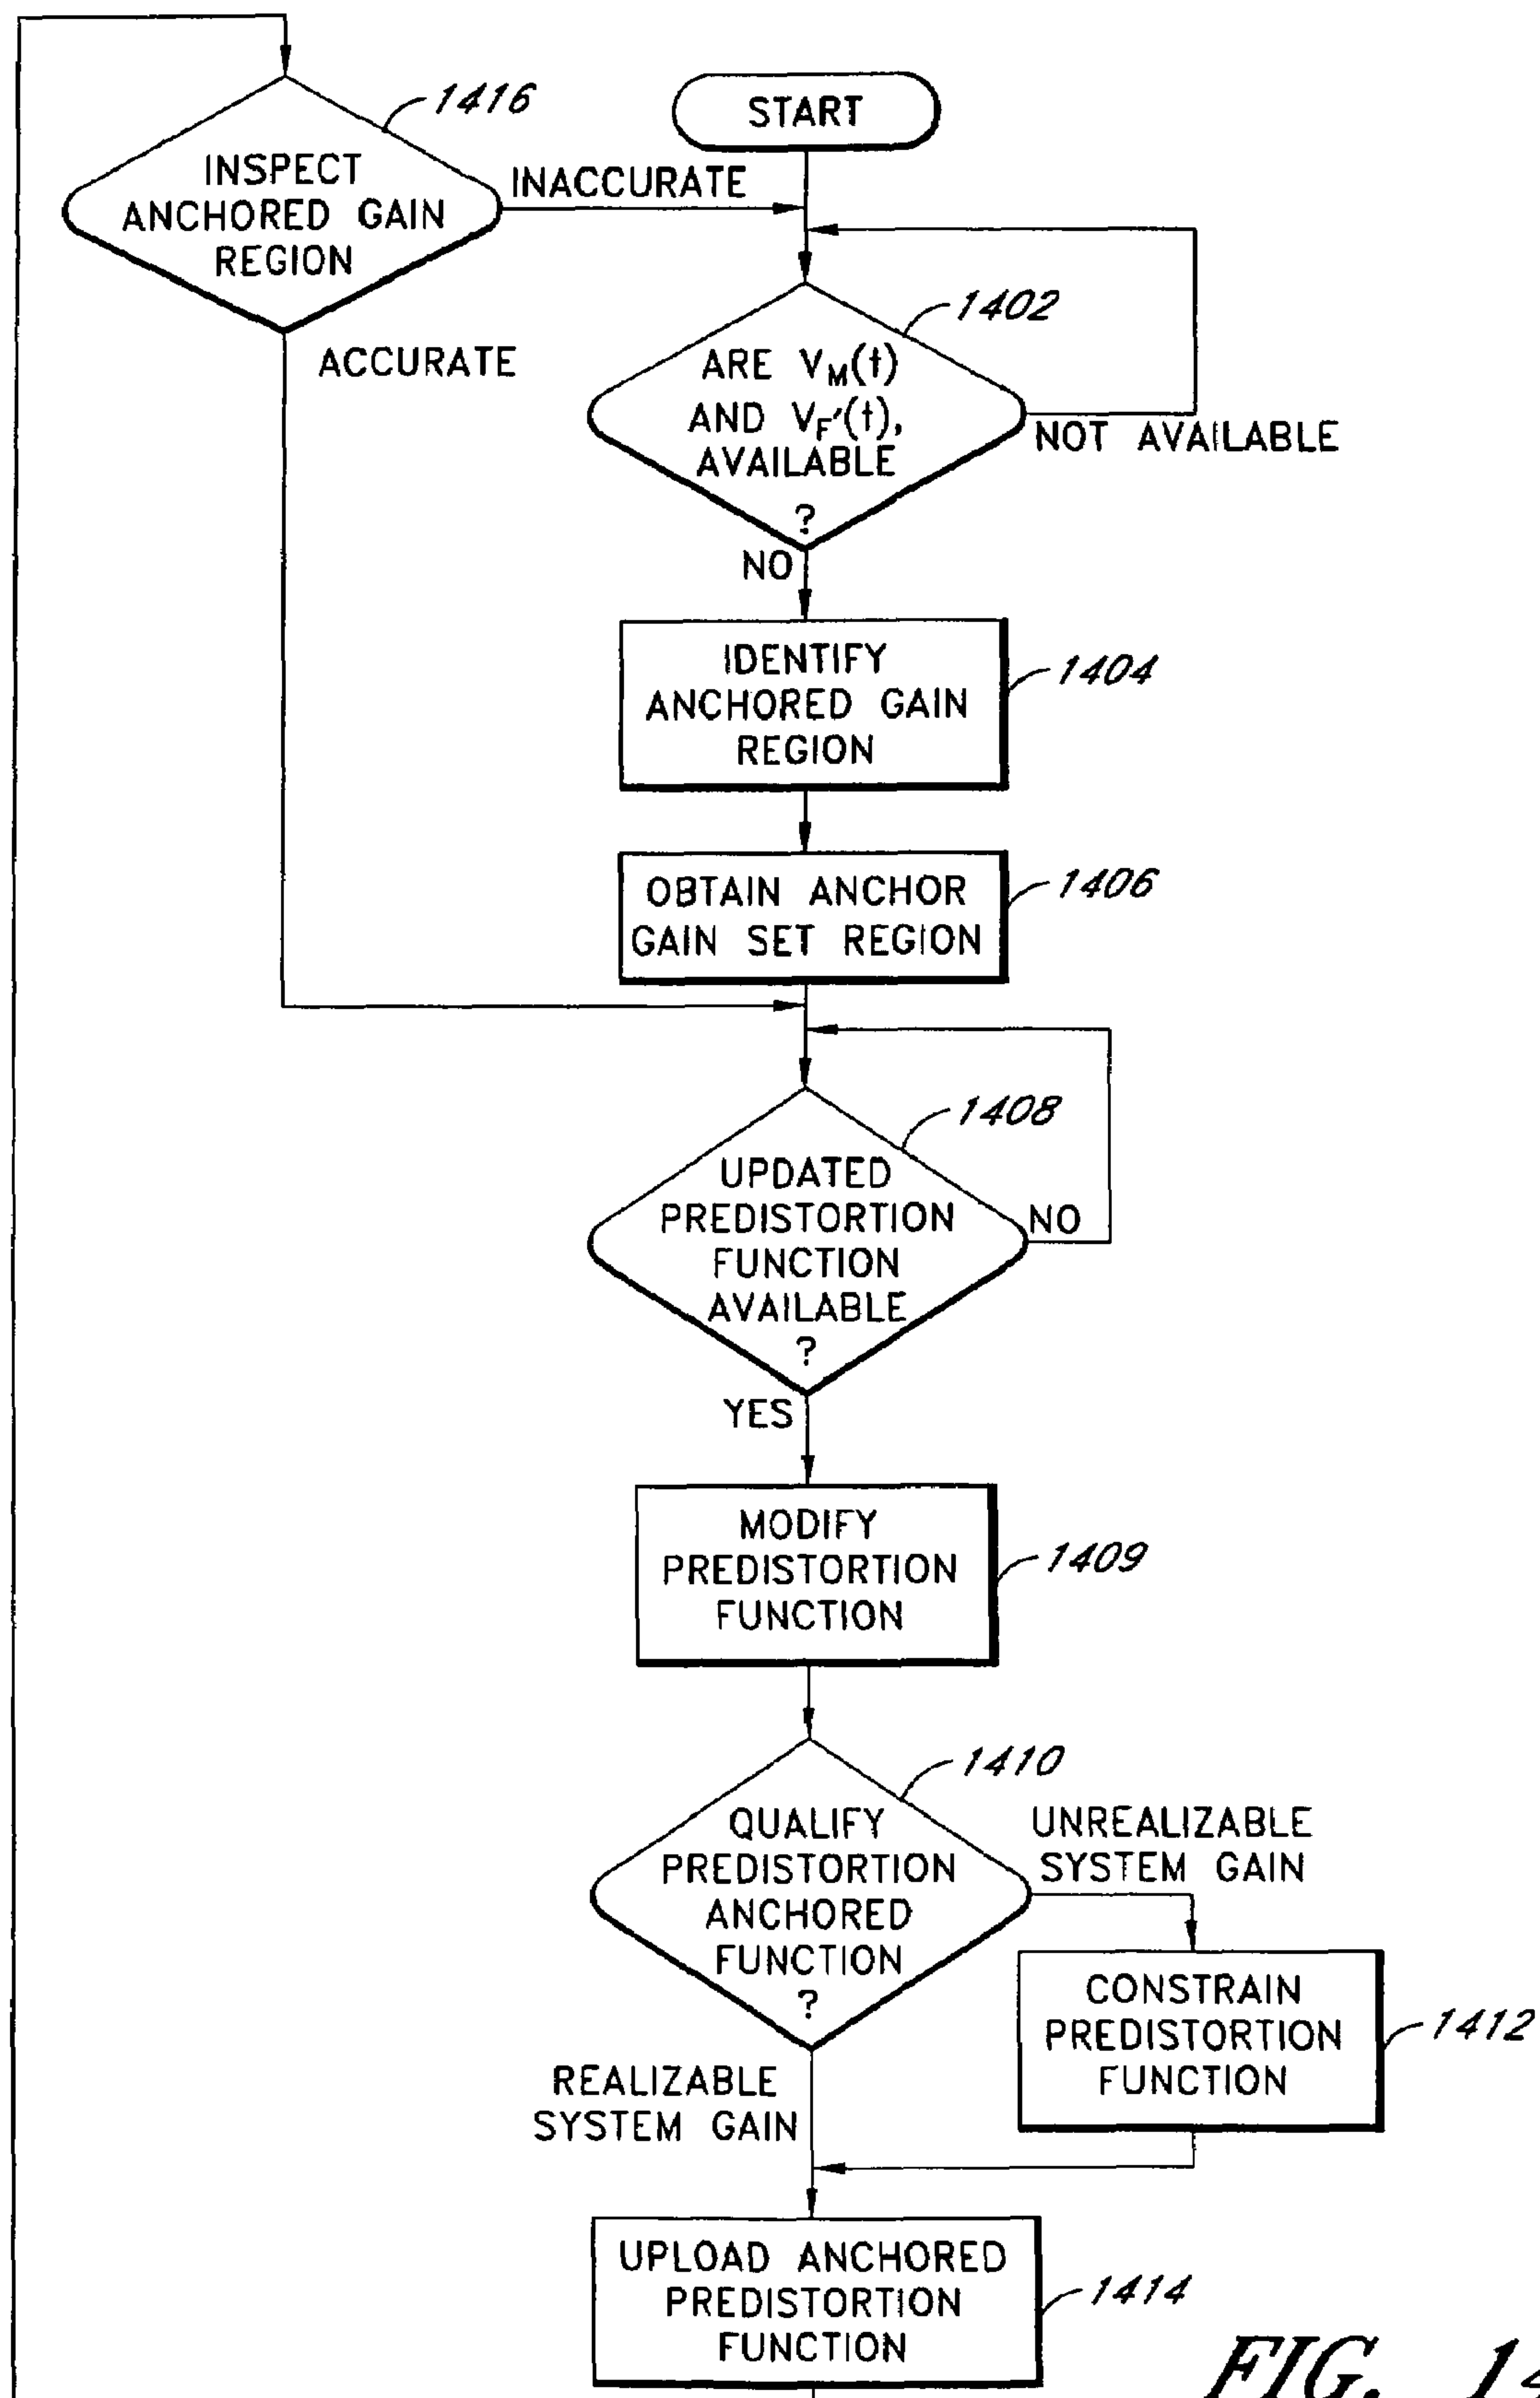 1416
INSPECT
ANCHORED GAIN
REGION
START
INACCURATE
ACCURATE
1402
ARE V_M(t)
AND V_F'(t),
AVAILABLE
?
NOT AVAILABLE
NO
IDENTIFY
ANCHORED GAIN
REGION
1404
OBTAIN ANCHOR
GAIN SET REGION
1406
1408
UPDATED
PREDISTORTION
FUNCTION
AVAILABLE
?
NO
YES
MODIFY
PREDISTORTION
FUNCTION
1409
1410
QUALIFY
PREDISTORTION
ANCHORED
FUNCTION
?
UNREALIZABLE
SYSTEM GAIN
CONSTRAIN
PREDISTORTION
FUNCTION
1412
REALIZABLE
SYSTEM GAIN
UPLOAD ANCHORED
PREDISTORTION
FUNCTION
1414
FIG. 14